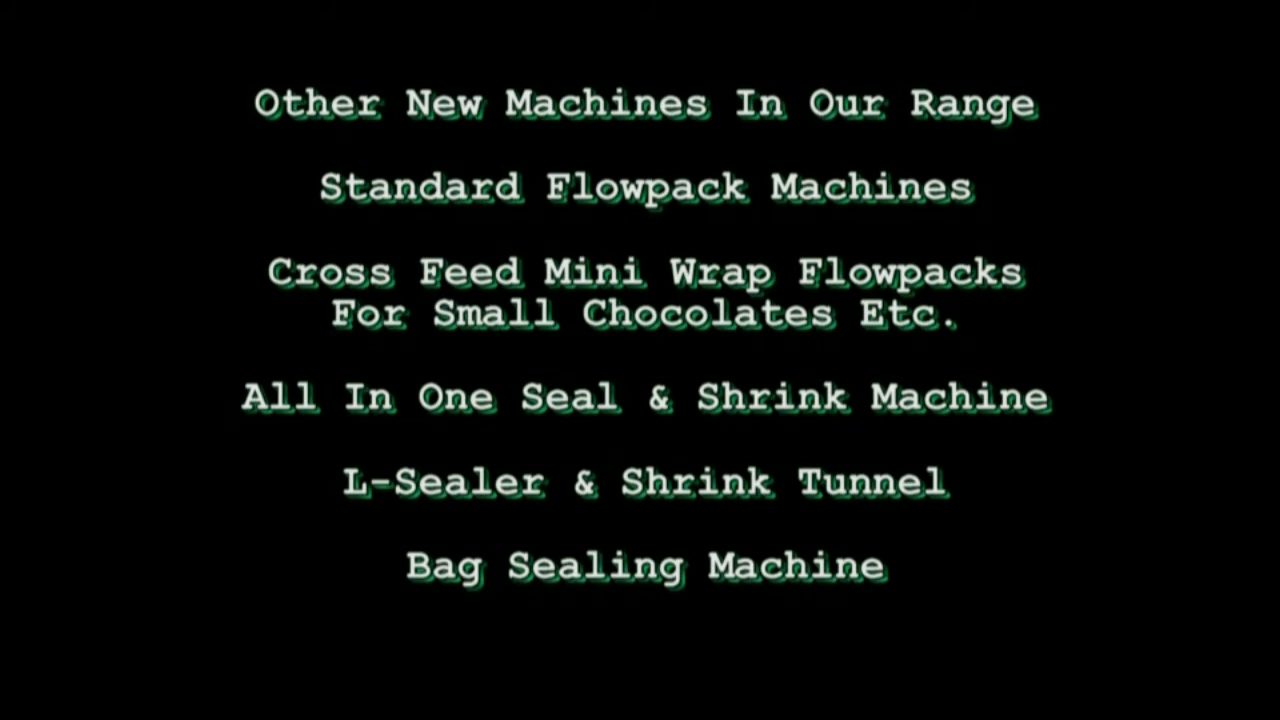 Other New Machines In Our Range
Standard Flowpack Machines
Cross Feed Mini Wrap Flowpacks
For Small Chocolates Etc.
All In One Seal & Shrink Machine
L-Sealer & Shrink Tunnel
Bag Sealing Machine